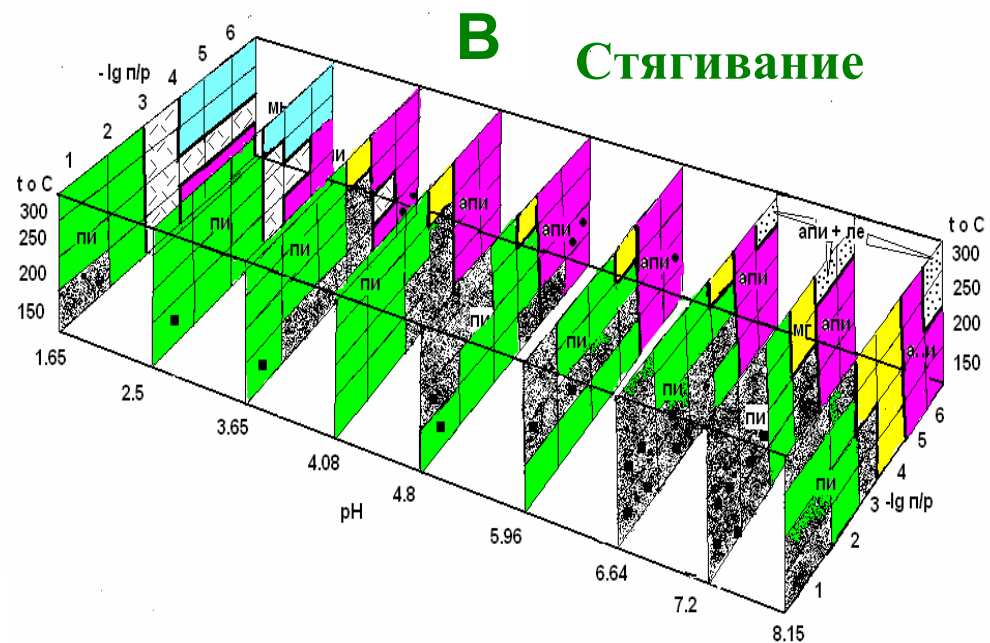 В
Стягивание
- lg п/р
1
2
3
4
5
6
t o C
300
250
200
150
пи
пи
пи
пи
пи
пи
пи
пи
пи
апи
апи
апи
апи
апи
мг
апи + ле
t o C
300
250
200
150
1.65
2.5
3.65
4.08
4.8
5.96
6.64
7.2
8.15
pH
1
2
3
4
5
6
-lg п/р